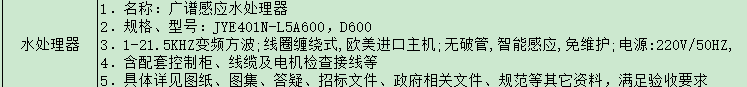 水处理器
1. 名称：广谱感应水处理器
2. 规格、型号：JYE401N-L5A600，D600
3. 1-21.5KHZ变频方波;线圈缠绕式,欧美进口主机;无破管,智能感应,免维护;电源:220V/50HZ,
4. 含配套控制柜、线缆及电机检查接线等
5. 具体详见图纸、图集、答疑、招标文件、政府相关文件、规范等其它资料，满足验收要求